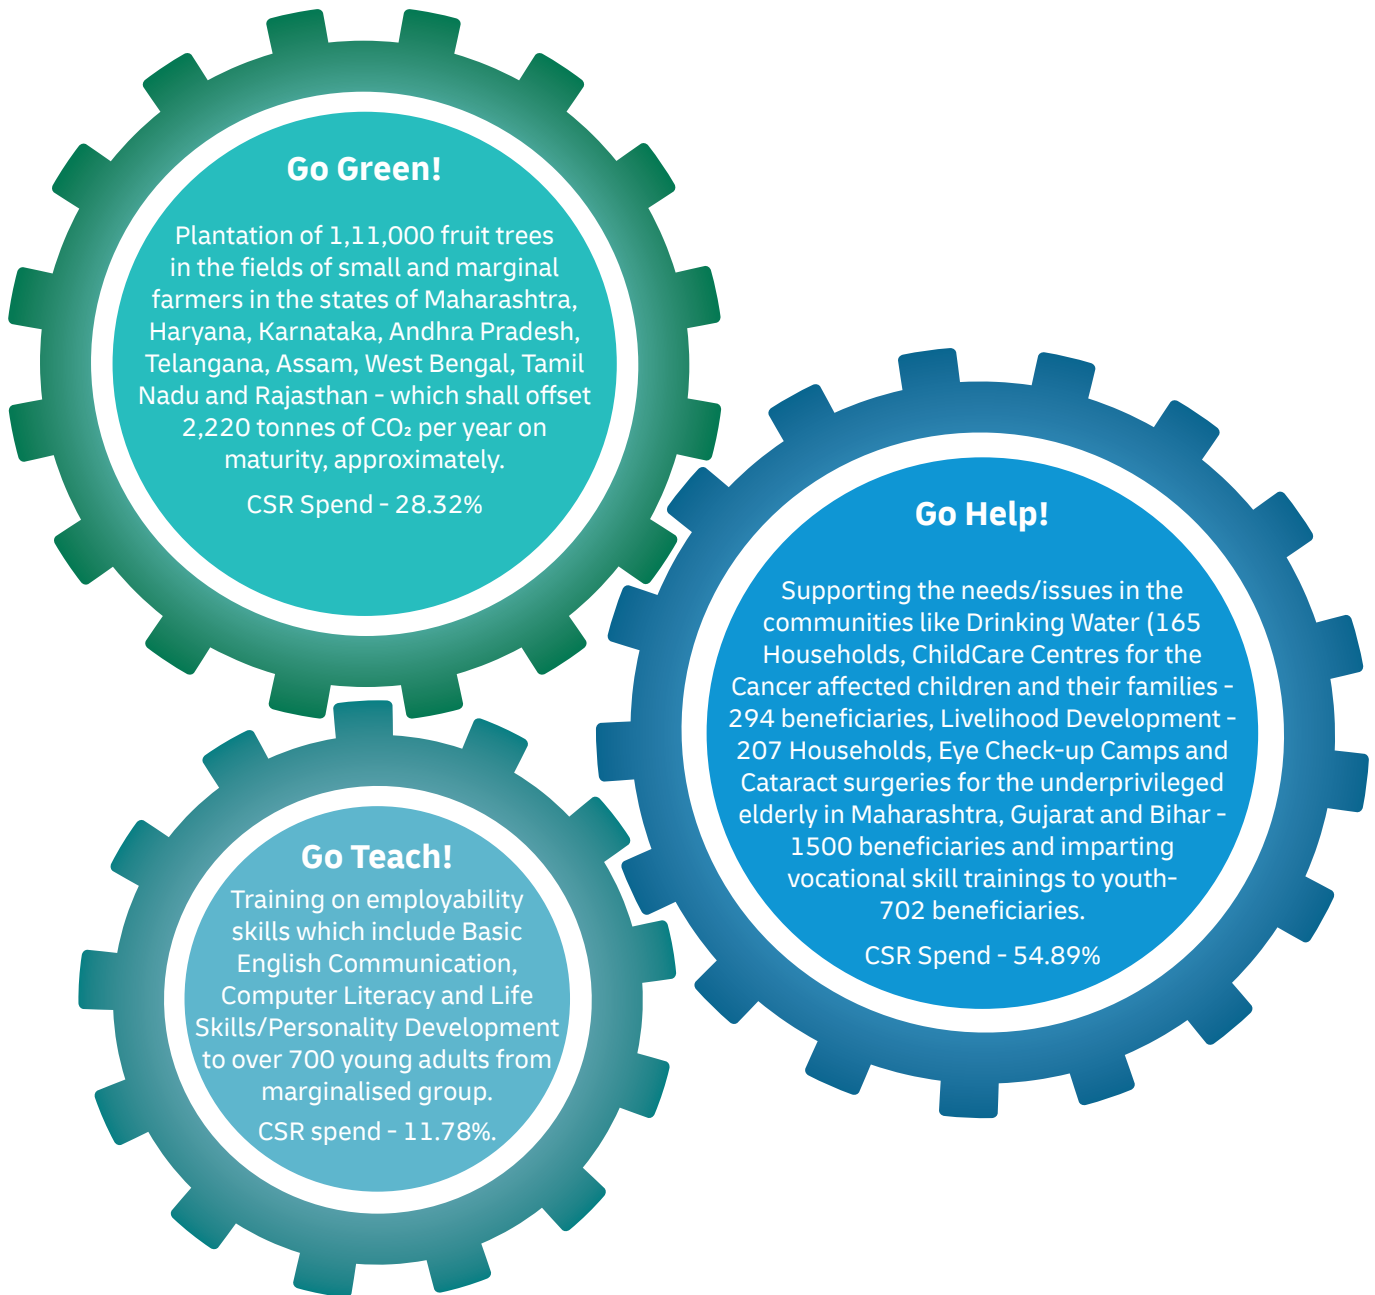 Go Green!
Plantation of 1,11,000 fruit trees
in the fields of small and marginal
farmers in the states of Maharashtra,
Haryana, Karnataka, Andhra Pradesh,
Telangana, Assam, West Bengal, Tamil
Nadu and Rajasthan - which shall offset
2,220 tonnes of CO₂ per year on
maturity, approximately.
CSR Spend - 28.32%
Go Help!
Supporting the needs/issues in the
communities like Drinking Water (165
Households, ChildCare Centres for the
Cancer affected children and their families -
294 beneficiaries, Livelihood Development -
207 Households, Eye Check-up Camps and
Cataract surgeries for the underprivileged
elderly in Maharashtra, Gujarat and Bihar -
1500 beneficiaries and imparting
vocational skill trainings to youth-
702 beneficiaries.
CSR Spend - 54.89%
Go Teach!
Training on employability
skills which include Basic
English Communication,
Computer Literacy and Life
Skills/Personality Development
to over 700 young adults from
marginalised group.
CSR spend - 11.78%.